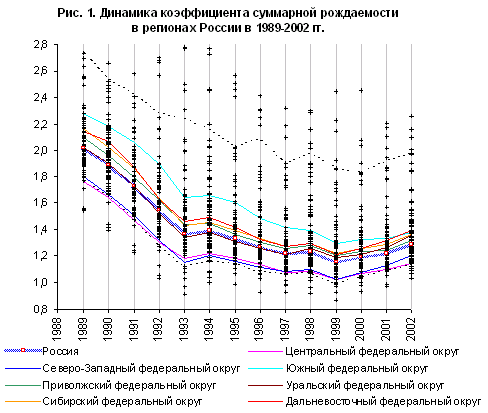 Рис. 1. Динамика коэффициента суммарной рождаемости
в регионах России в 1989-2002 гг.
2,8
2,6
2,4
2,2
2,0
1,8
1,6
1,4
1,2
1,0
0,8
1988
1989
1990
1991
1992
1993
1994
1995
1996
1997
1998
1999
2000
2001
2002
Россия
Центральный федеральный округ
Северо-Западный федеральный округ
Южный федеральный округ
Приволжский федеральный округ
Уральский федеральный округ
Сибирский федеральный округ
Дальневосточный федеральный округ